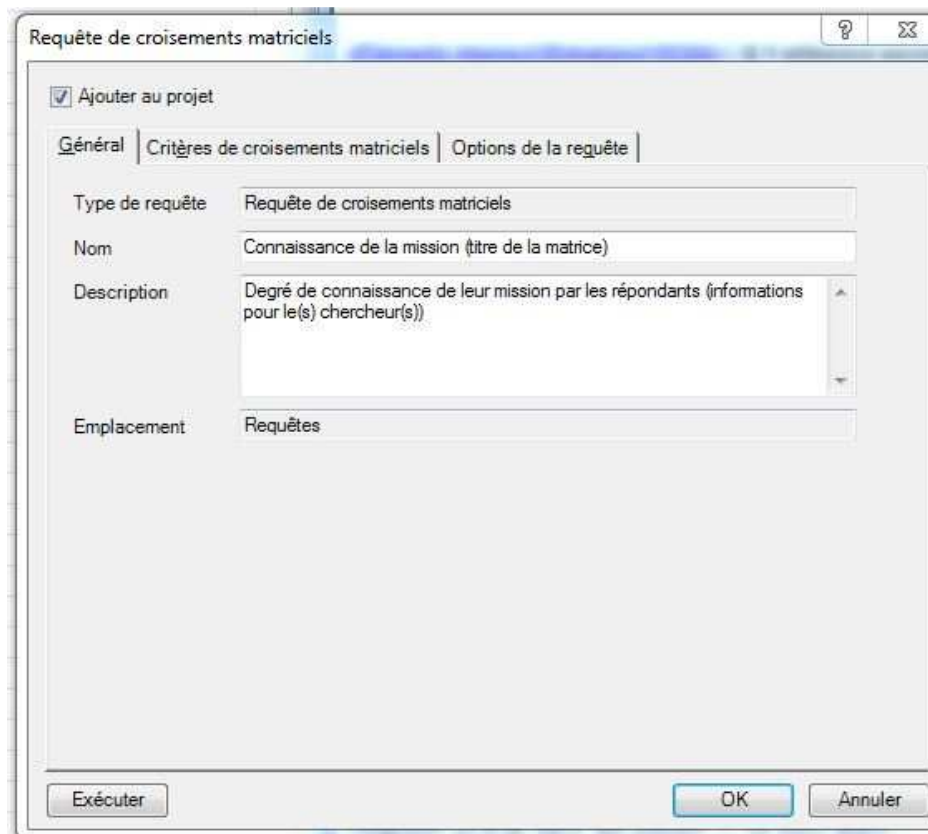 Requête de croisements matriciels
Ajouter au projet
Général Critères de croisements matriciels Options de la requête
Type de requête Requête de croisements matriciels
Nom Connaissance de la mission (titre de la matrice)
Description Degré de connaissance de leur mission par les répondants (informations
pour le(s) chercheur(s))
Emplacement Requêtes
Exécuter OK Annuler